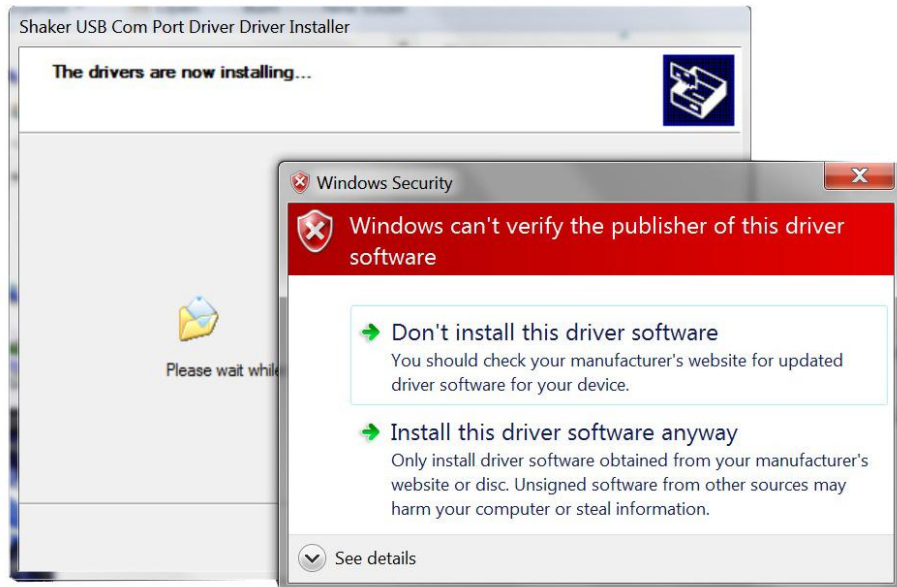 Shaker USB Com Port Driver Driver Installer
The drivers are now installing...
Please wait while
Windows Security
Windows can't verify the publisher of this driver
software
Don't install this driver software
You should check your manufacturer's website for updated
driver software for your device.
Install this driver software anyway
Only install driver software obtained from your manufacturer's
website or disc. Unsigned software from other sources may
harm your computer or steal information.
See details